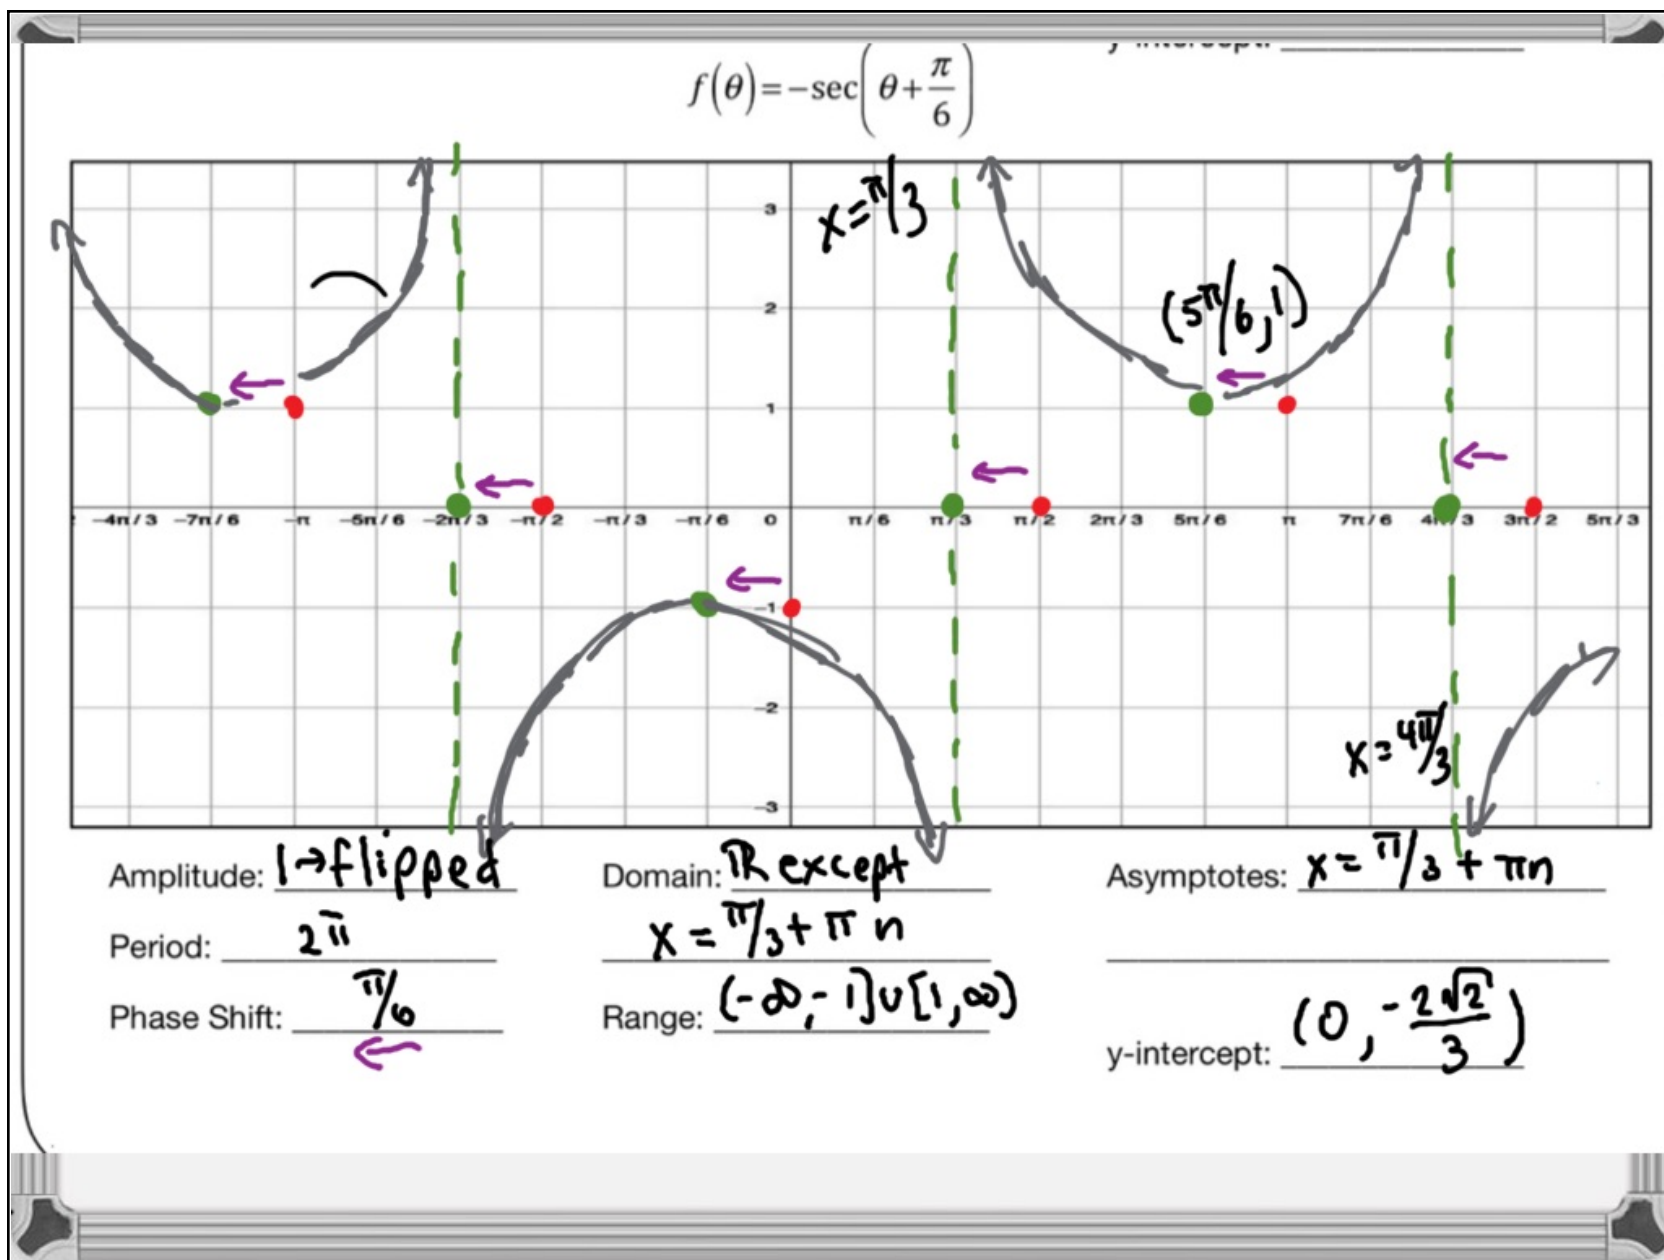 f(θ)=-sec(θ+π/6)
x=π/3
3
2
(5π/6, 1)
1
-4π/3 -7π/6 -π -5π/6 -2π/3 -π/2 -π/3 -π/6 0 π/6 π/3 π/2 2π/3 5π/6 π 7π/6 4π/3 3π/2 5π/3
-1
-2
x=4π/3
-3
Amplitude: 1→flipped Domain: ℝ except Asymptotes: x=π/3+πn
Period: 2π x=π/3+πn
Phase Shift: π/6 Range: (-∞,-1]∪[1,∞)
y-intercept: (0, -2√2/3)